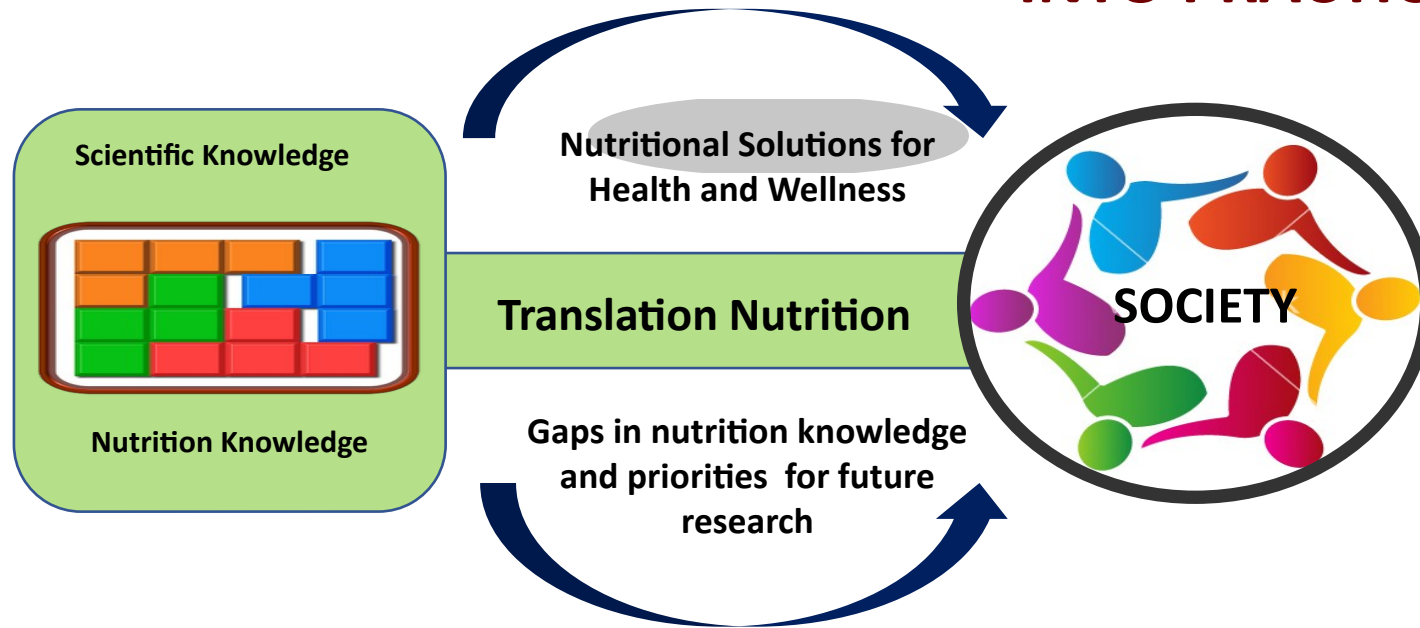 Scientific Knowledge
Nutrition Knowledge
Nutritional Solutions for
Health and Wellness
Translation Nutrition
Gaps in nutrition knowledge
and priorities for future
research
SOCIETY